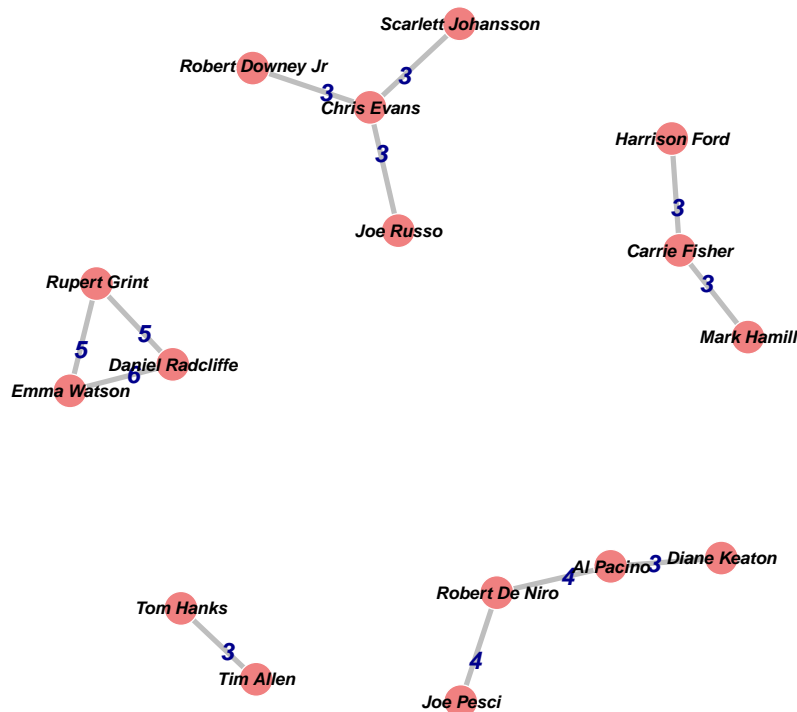 Scarlett Johansson
Robert Downey Jr
3
3
Chris Evans
3
Joe Russo
Harrison Ford
3
Carrie Fisher
3
Mark Hamill
Rupert Grint
5
5
Daniel Radcliffe
6
Emma Watson
Tom Hanks
3
Tim Allen
Diane Keaton
3
Al Pacino
4
Robert De Niro
4
Joe Pesci